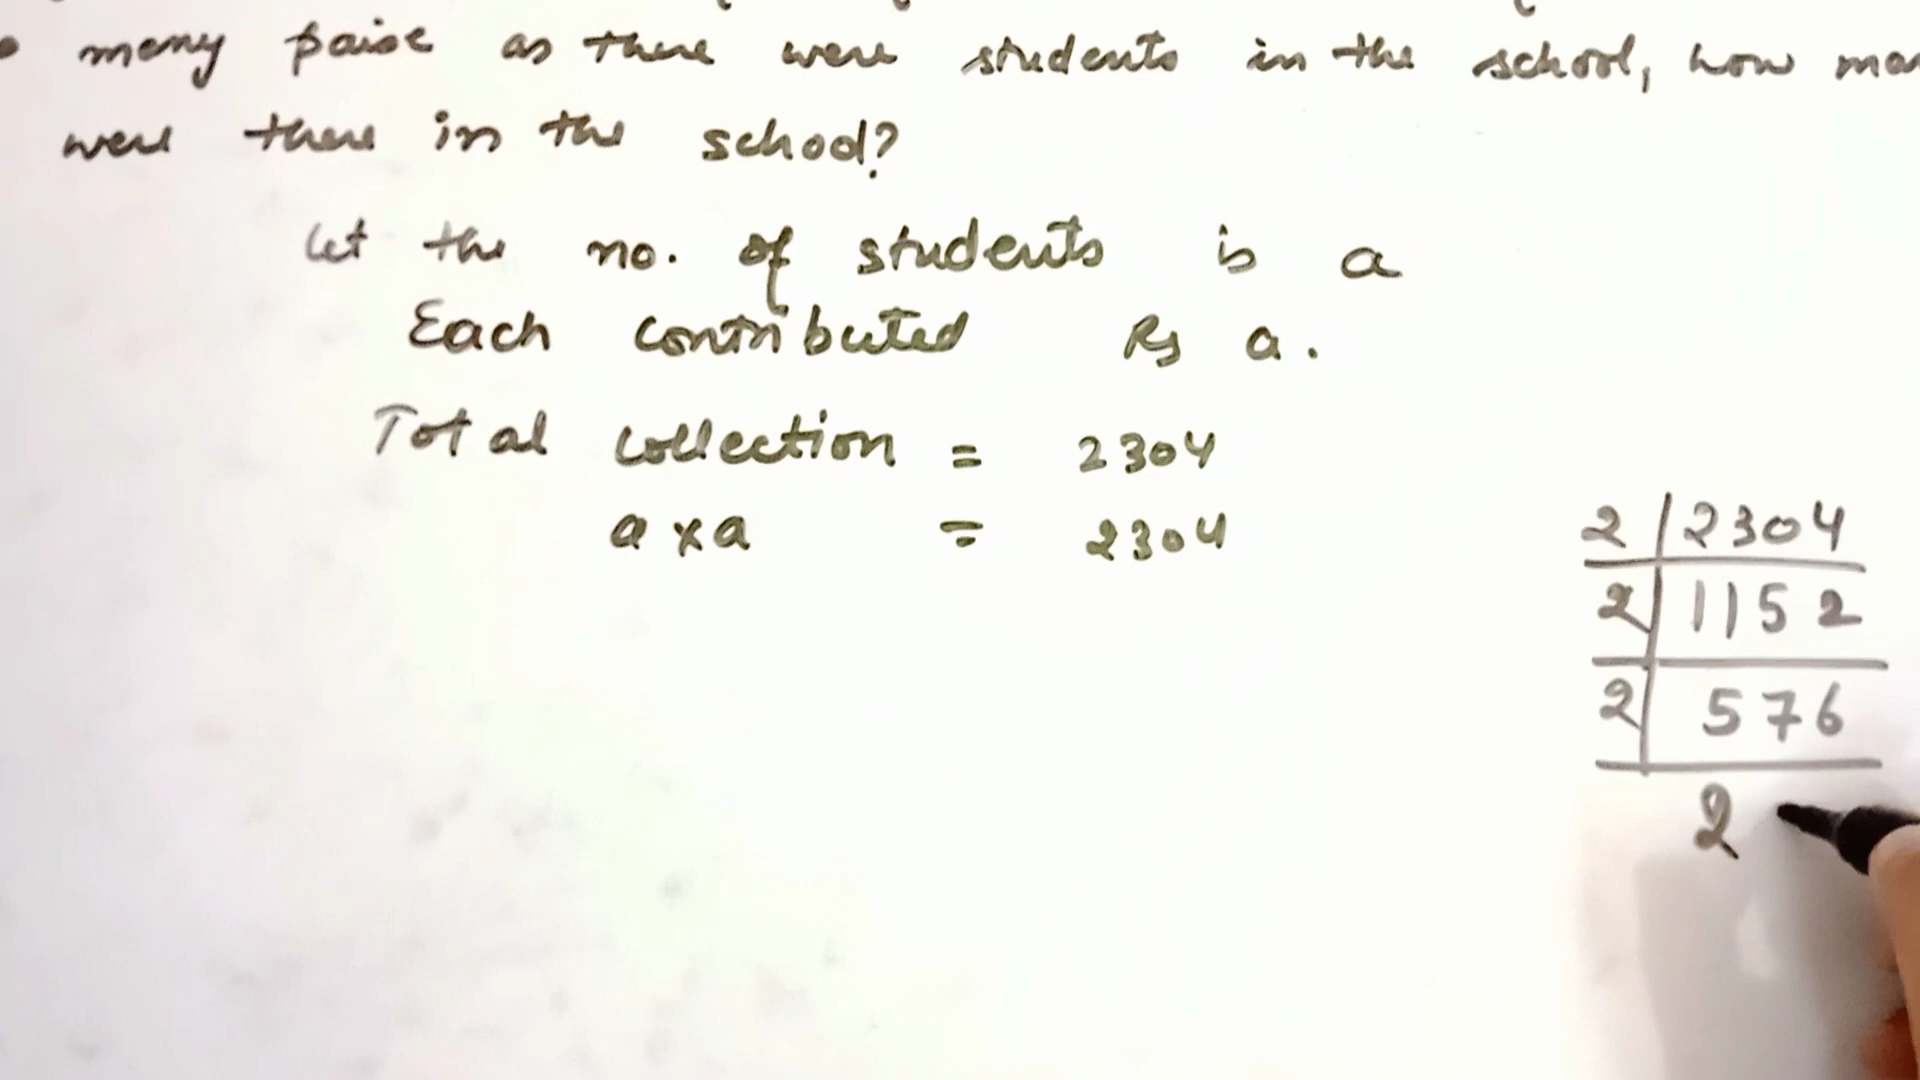 many paise as there were students in the school, how
were there in the school?
Let the no. of students is a
Each contributed Rs a.
Total collection = 2304
a x a = 2304
2 | 2304
2 | 1152
2 | 576
2